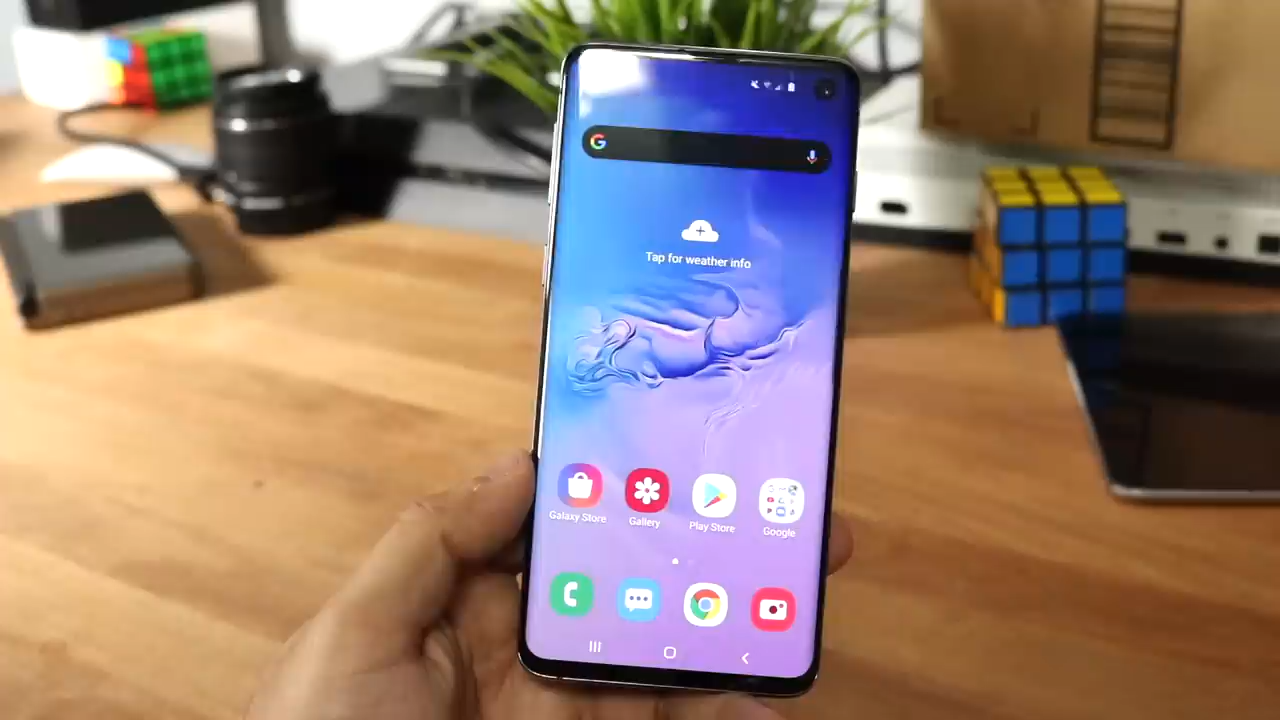 G
Tap for weather info
Galaxy Store
Gallery
Play Store
Google